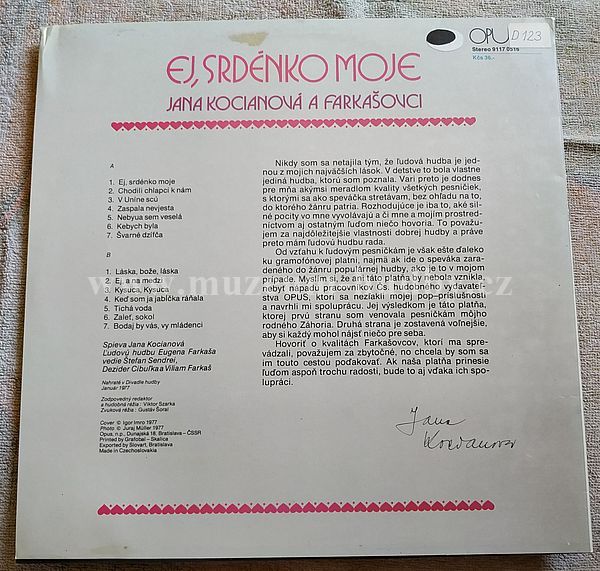 OPU
D 123
Stereo 9117 0516
Kčs 36,-
EJ, SRDÉNKO MOJE
JANA KOCIANOVÁ A FARKAŠOVCI
A
1. Ej, srdénko moje
2. Chodili chlapci k nám
3. V Uníne scú
4. Zaspala nevjesta
5. Nebyua sem veselá
6. Kebych byla
7. Švarné dzífča
B
1. Láska, bože, láska
2. Ej, a na medzi
3. Kysuca, Kysuca
4. Keď som ja jabĺčka ráňala
5. Tichá voda
6. Zaleť, sokol
7. Bodaj by vás, vy mládenci
Spieva Jana Kocianová
Ľudovú hudbu Eugena Farkaša
vedie Štefan Sendrei,
Dezider Cibuľka a Viliam Farkaš
Nahraté v Divadle hudby
Január 1977
Zodpovedný redaktor
a hudobná réžia: Viktor Szarka
Zvuková réžia: Gustáv Šoral
Cover © Igor Imro 1977
Photo © Juraj Müller 1977
Opus, n.p., Dunajská 18, Bratislava – ČSSR
Printed by Grafobal – Skalica
Exported by Slovart, Bratislava
Made in Czechoslovakia
Nikdy som sa netajila tým, že ľudová hudba je jed-
nou z mojich najväčších lások. V detstve to bola vlastne
jediná hudba, ktorú som poznala. Vari preto je dodnes
pre mňa akýmsi meradlom kvality všetkých pesničiek,
s ktorými sa ako speváčka stretávam, bez ohľadu na to,
do ktorého žánru patria. Rozhodujúce je iba to, aké sil-
né pocity vo mne vyvolávajú a či mne a mojím prostred-
níctvom aj ostatným ľuďom niečo hovoria. To považu-
jem za najdôležitejšie vlastnosti dobrej hudby a práve
preto mám ľudovú hudbu rada.
Od vzťahu k ľudovým pesničkám je však ešte ďaleko
ku gramofónovej platni, najmä ak ide o speváka zara-
deného do žánru populárnej hudby, ako je to v mojom
prípade. Myslím si, že ani táto platňa by nebola vznikla,
nebyť nápadu pracovníkov Čs. hudobného vydavateľ-
stva OPUS, ktorí sa nezľakli mojej pop-príslušnosti
a navrhli mi spoluprácu. Jej výsledkom je táto platňa,
ktorej prvú stranu som venovala pesničkám môjho
rodného Záhoria. Druhá strana je zostavená voľnejšie,
aby si každý mohol nájsť niečo pre seba.
Hovoriť o kvalitách Farkašovcov, ktorí ma spre-
vádzali, považujem za zbytočné, no chcela by som sa
im touto cestou poďakovať. Ak naša platňa prinesie
ľuďom aspoň trochu radosti, bude to aj vďaka ich spo-
lupráci.
Jana
Kocianová